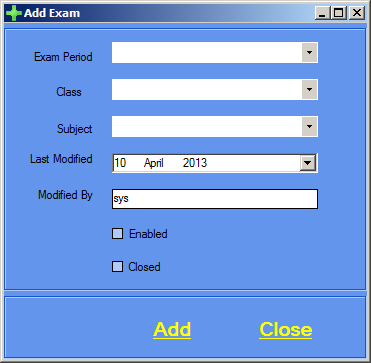 Add Exam
Exam Period
Class
Subject
Last Modified 10 April 2013
Modified By sys
Enabled
Closed
Add Close